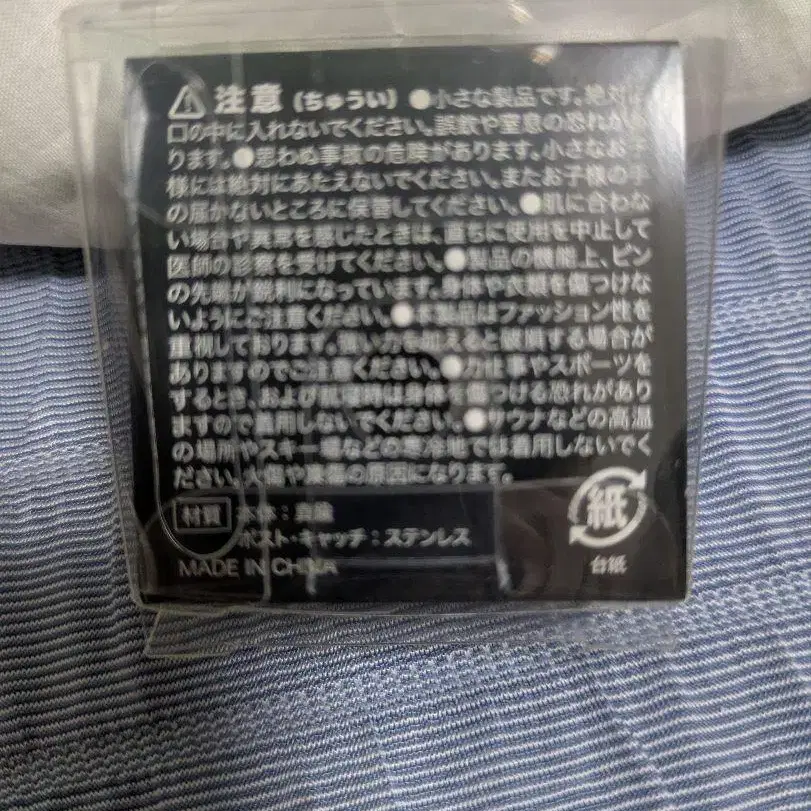 注意 (ちゅうい) ●小さな製品です。絶対に
口の中に入れないでください。誤飲や窒息の恐れがあ
ります。●思わぬ事故の危険があります。小さなお子
様には絶対にあたえないでください。またお子様の手
の届かないところに保管してください。●肌に合わな
い場合や異常を感じたときは、直ちに使用を中止して
医師の診察を受けてください。●製品の機能上、ピン
の先端が鋭利になっています。身体や衣類を傷つけな
いようにご注意ください。●本製品はファッション性を
重視しております。強い力を加えると破損する場合が
ありますのでご注意ください。●力仕事やスポーツを
するとき、および就寝時は身体を傷つける恐れがあり
ますので着用しないでください。●サウナなどの高温
の場所やスキー場などの寒冷地では着用しないでく
ださい。火傷や凍傷の原因になります。
材質 本体:真鍮
ポスト・キャッチ:ステンレス
MADE IN CHINA
紙
台紙